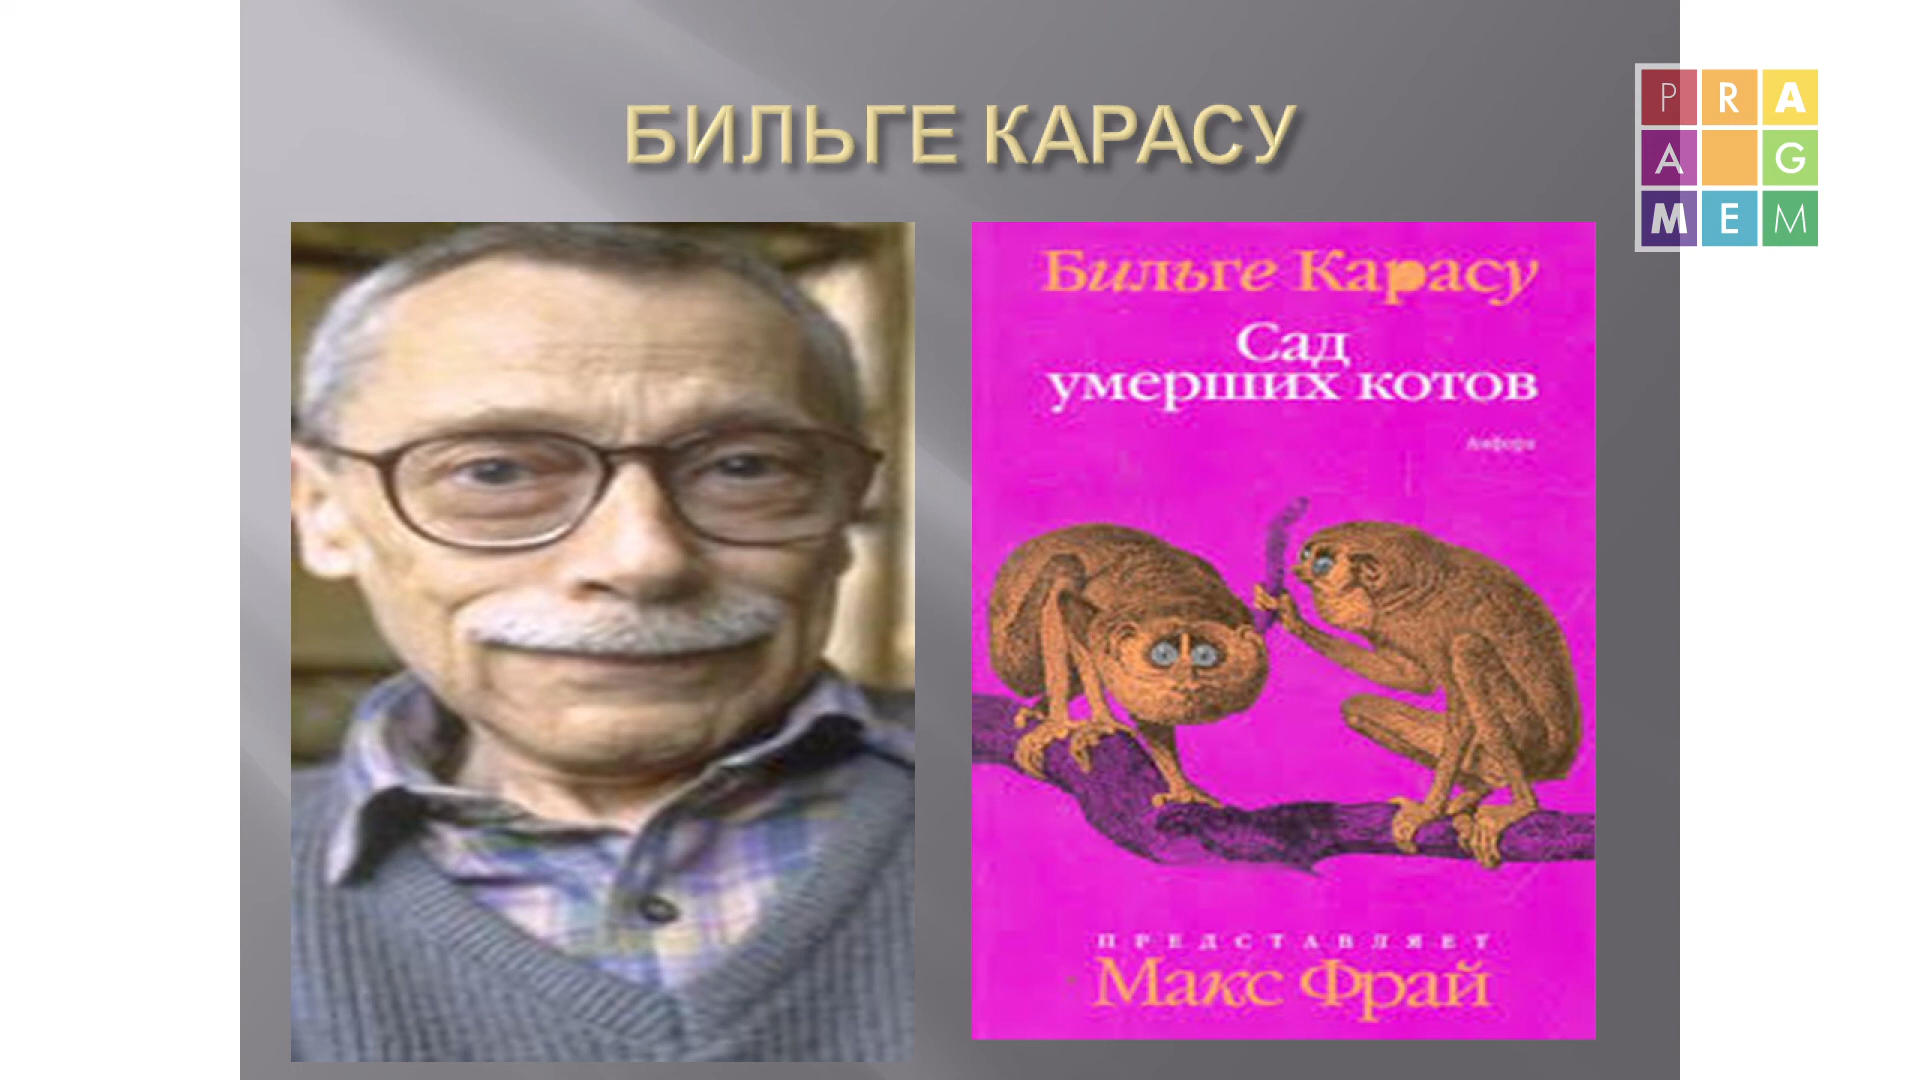 БИЛЬГЕ КАРАСУ
P R A
A G
M E M
Бильге Карасу
Сад
умерших котов
Амфора
ПРЕДСТАВЛЯЕТ
Макс Фрай